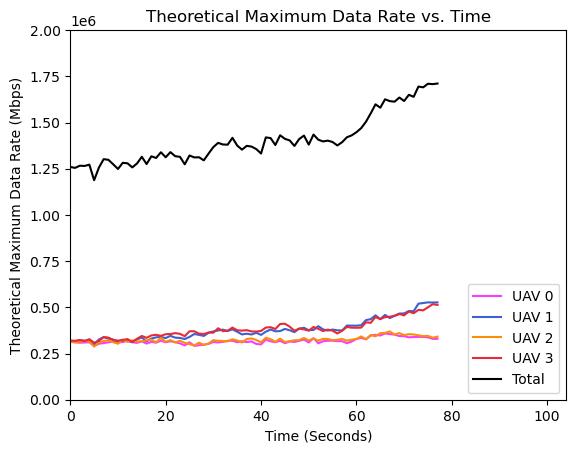 Theoretical Maximum Data Rate vs. Time
1e6
2.00
1.75
1.50
1.25
1.00
0.75
0.50
0.25
0.00
Theoretical Maximum Data Rate (Mbps)
UAV 0
UAV 1
UAV 2
UAV 3
Total
0
20
40
60
80
100
Time (Seconds)